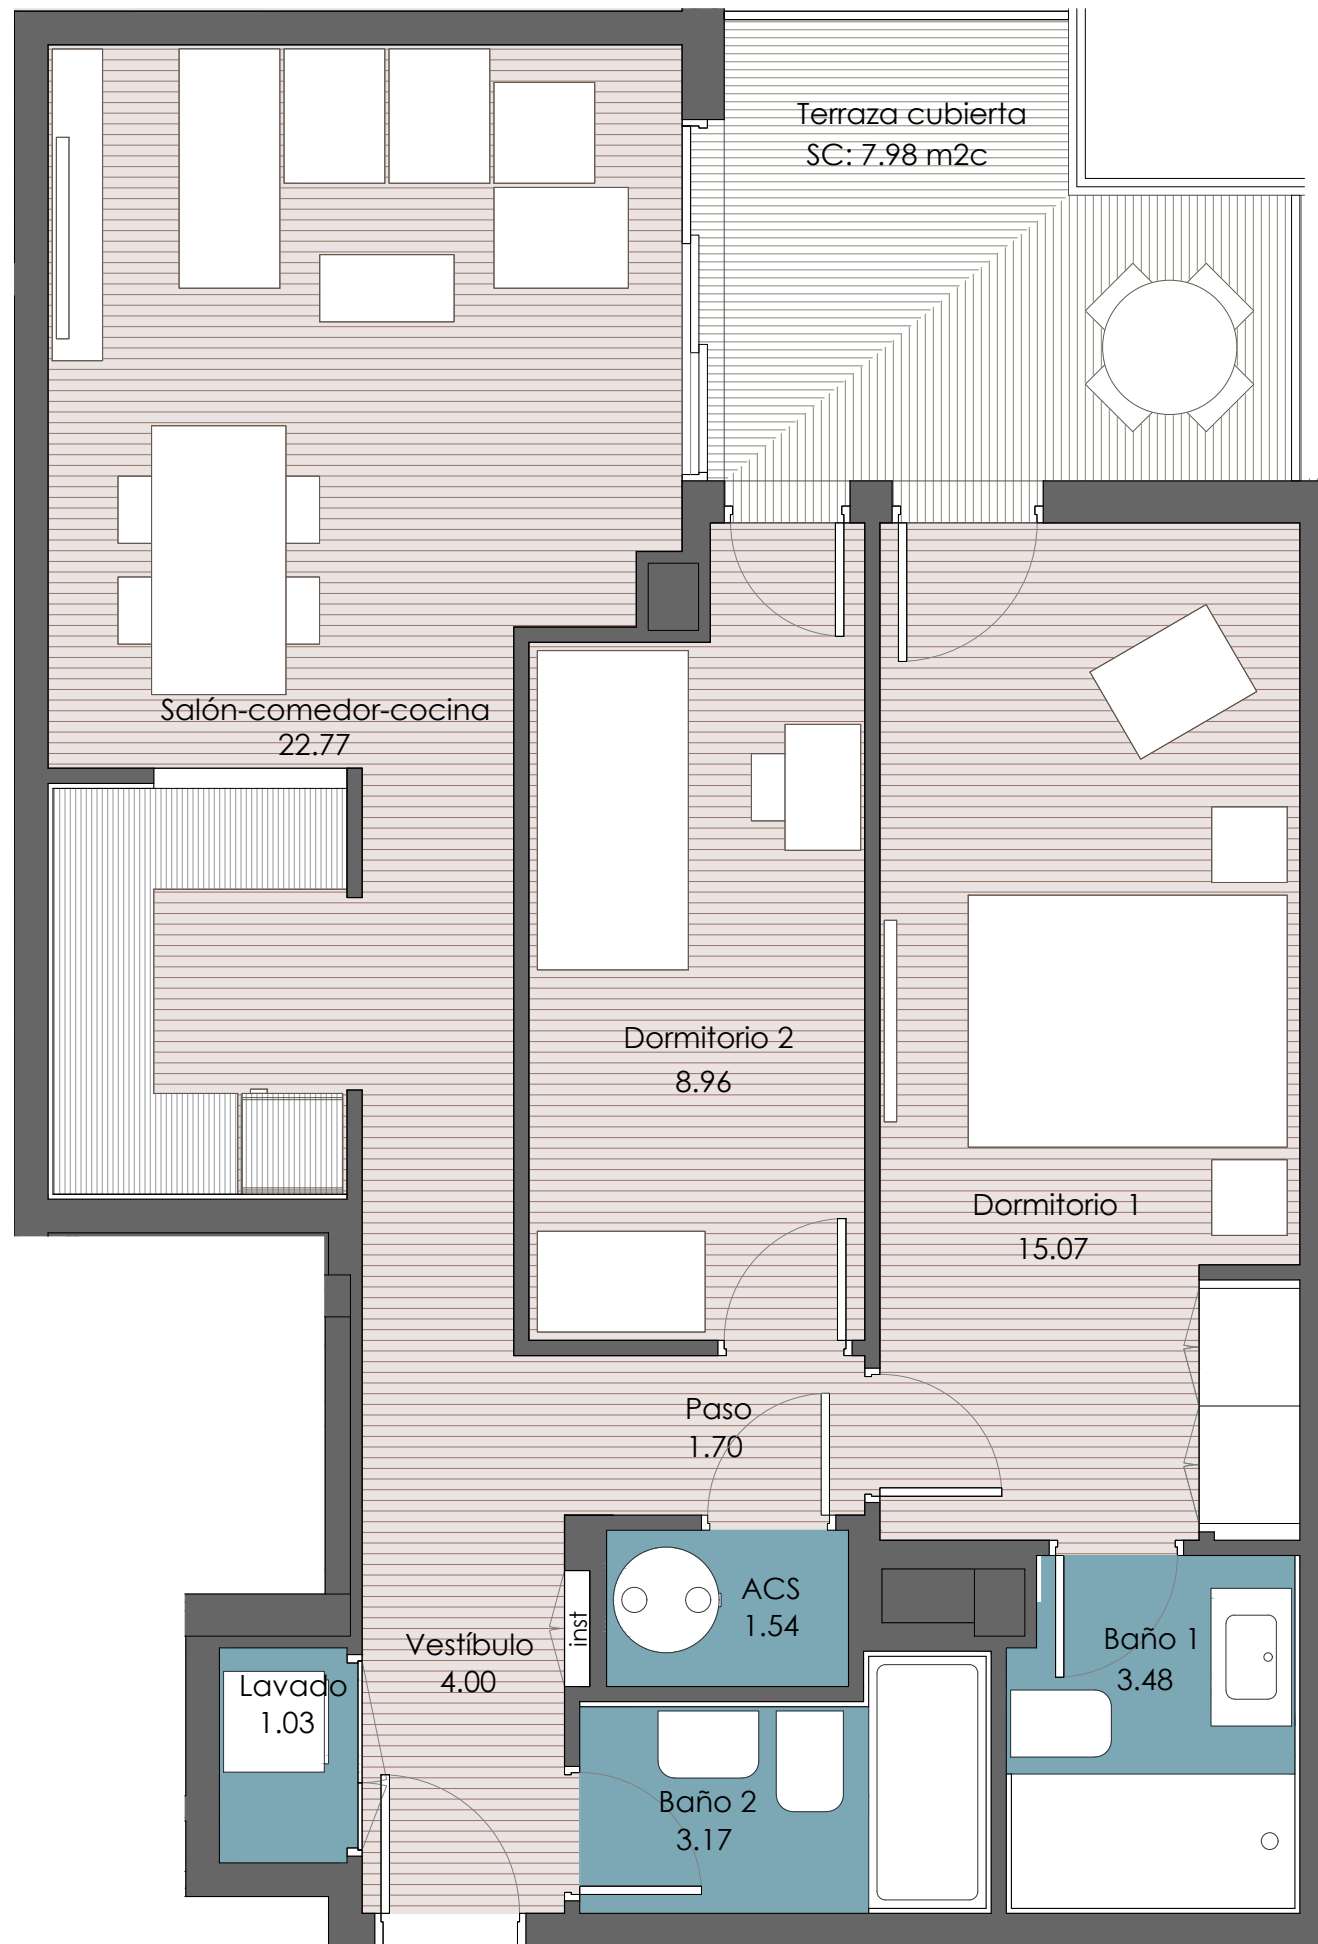 Terraza cubierta
SC: 7.98 m2c
Salón-comedor-cocina
22.77
Dormitorio 2
8.96
Dormitorio 1
15.07
Paso
1.70
ACS
1.54
inst
Vestíbulo
4.00
Baño 1
3.48
Lavado
1.03
Baño 2
3.17